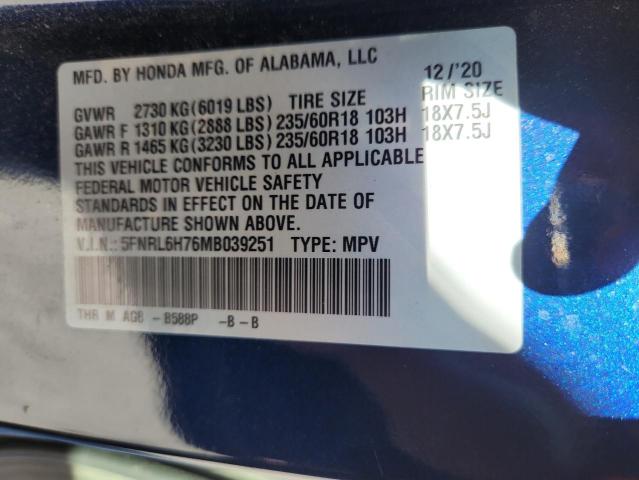 MFD. BY HONDA MFG. OF ALABAMA, LLC 12/'20
GVWR 2730 KG(6019 LBS) TIRE SIZE RIM SIZE
GAWR F 1310 KG(2888 LBS) 235/60R18 103H 18X7.5J
GAWR R 1465 KG(3230 LBS) 235/60R18 103H 18X7.5J
THIS VEHICLE CONFORMS TO ALL APPLICABLE
FEDERAL MOTOR VEHICLE SAFETY
STANDARDS IN EFFECT ON THE DATE OF
MANUFACTURE SHOWN ABOVE.
V.I.N.: 5FNRL6H76MB039251 TYPE: MPV
THR M AG8 - B588P -B - B